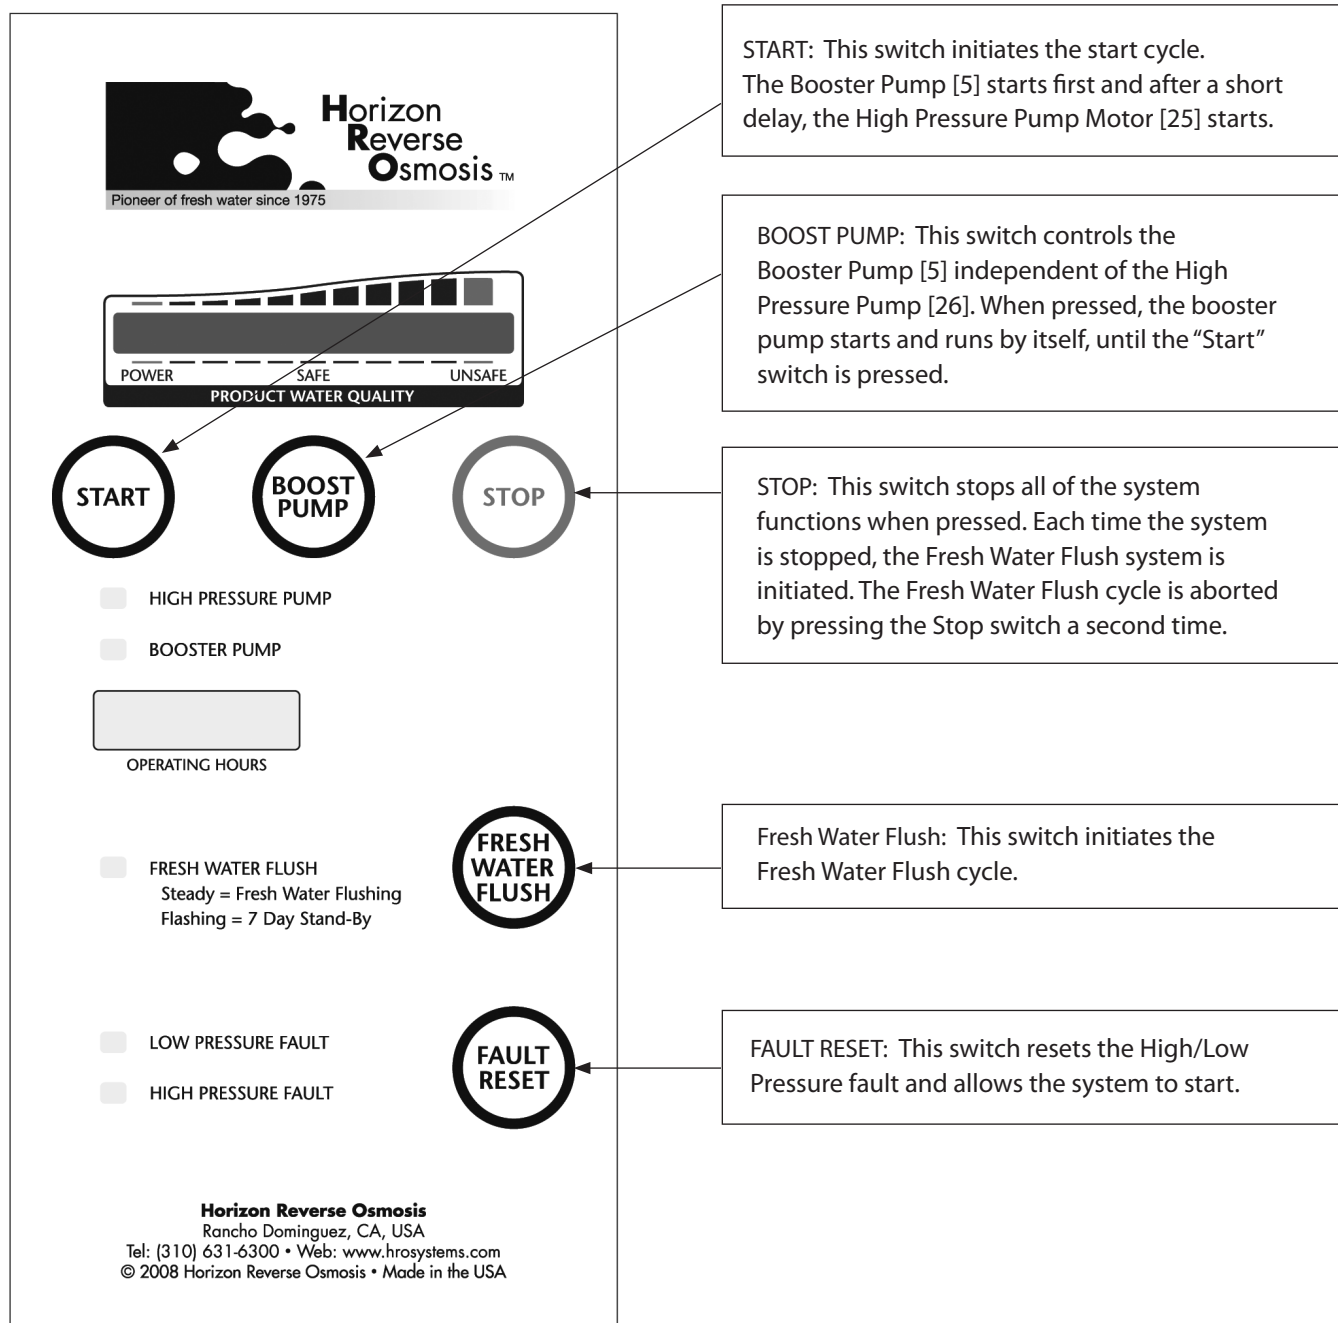 Horizon
Reverse
Osmosis TM
Pioneer of fresh water since 1975
POWER SAFE UNSAFE
PRODUCT WATER QUALITY
START
BOOST
PUMP
STOP
HIGH PRESSURE PUMP
BOOSTER PUMP
OPERATING HOURS
FRESH WATER FLUSH
Steady = Fresh Water Flushing
Flashing = 7 Day Stand-By
FRESH
WATER
FLUSH
LOW PRESSURE FAULT
HIGH PRESSURE FAULT
FAULT
RESET
Horizon Reverse Osmosis
Rancho Dominguez, CA, USA
Tel: (310) 631-6300 • Web: www.hrosystems.com
© 2008 Horizon Reverse Osmosis • Made in the USA
START: This switch initiates the start cycle.
The Booster Pump [5] starts first and after a short
delay, the High Pressure Pump Motor [25] starts.
BOOST PUMP: This switch controls the
Booster Pump [5] independent of the High
Pressure Pump [26]. When pressed, the booster
pump starts and runs by itself, until the “Start”
switch is pressed.
STOP: This switch stops all of the system
functions when pressed. Each time the system
is stopped, the Fresh Water Flush system is
initiated. The Fresh Water Flush cycle is aborted
by pressing the Stop switch a second time.
Fresh Water Flush: This switch initiates the
Fresh Water Flush cycle.
FAULT RESET: This switch resets the High/Low
Pressure fault and allows the system to start.